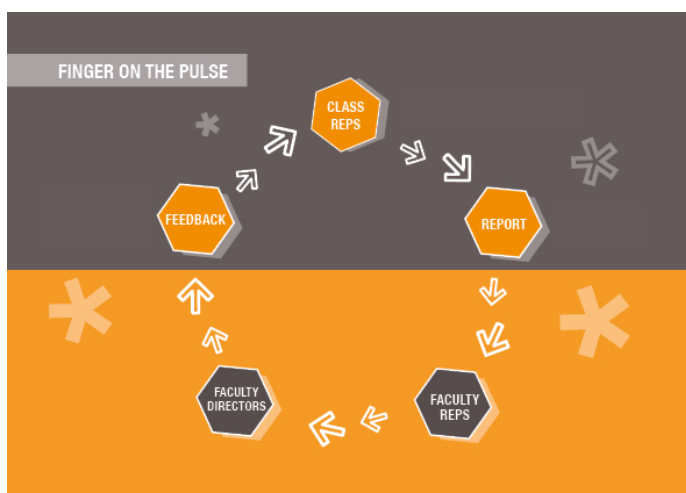 FINGER ON THE PULSE
CLASS
REPS
FEEDBACK
REPORT
FACULTY
DIRECTORS
FACULTY
REPS